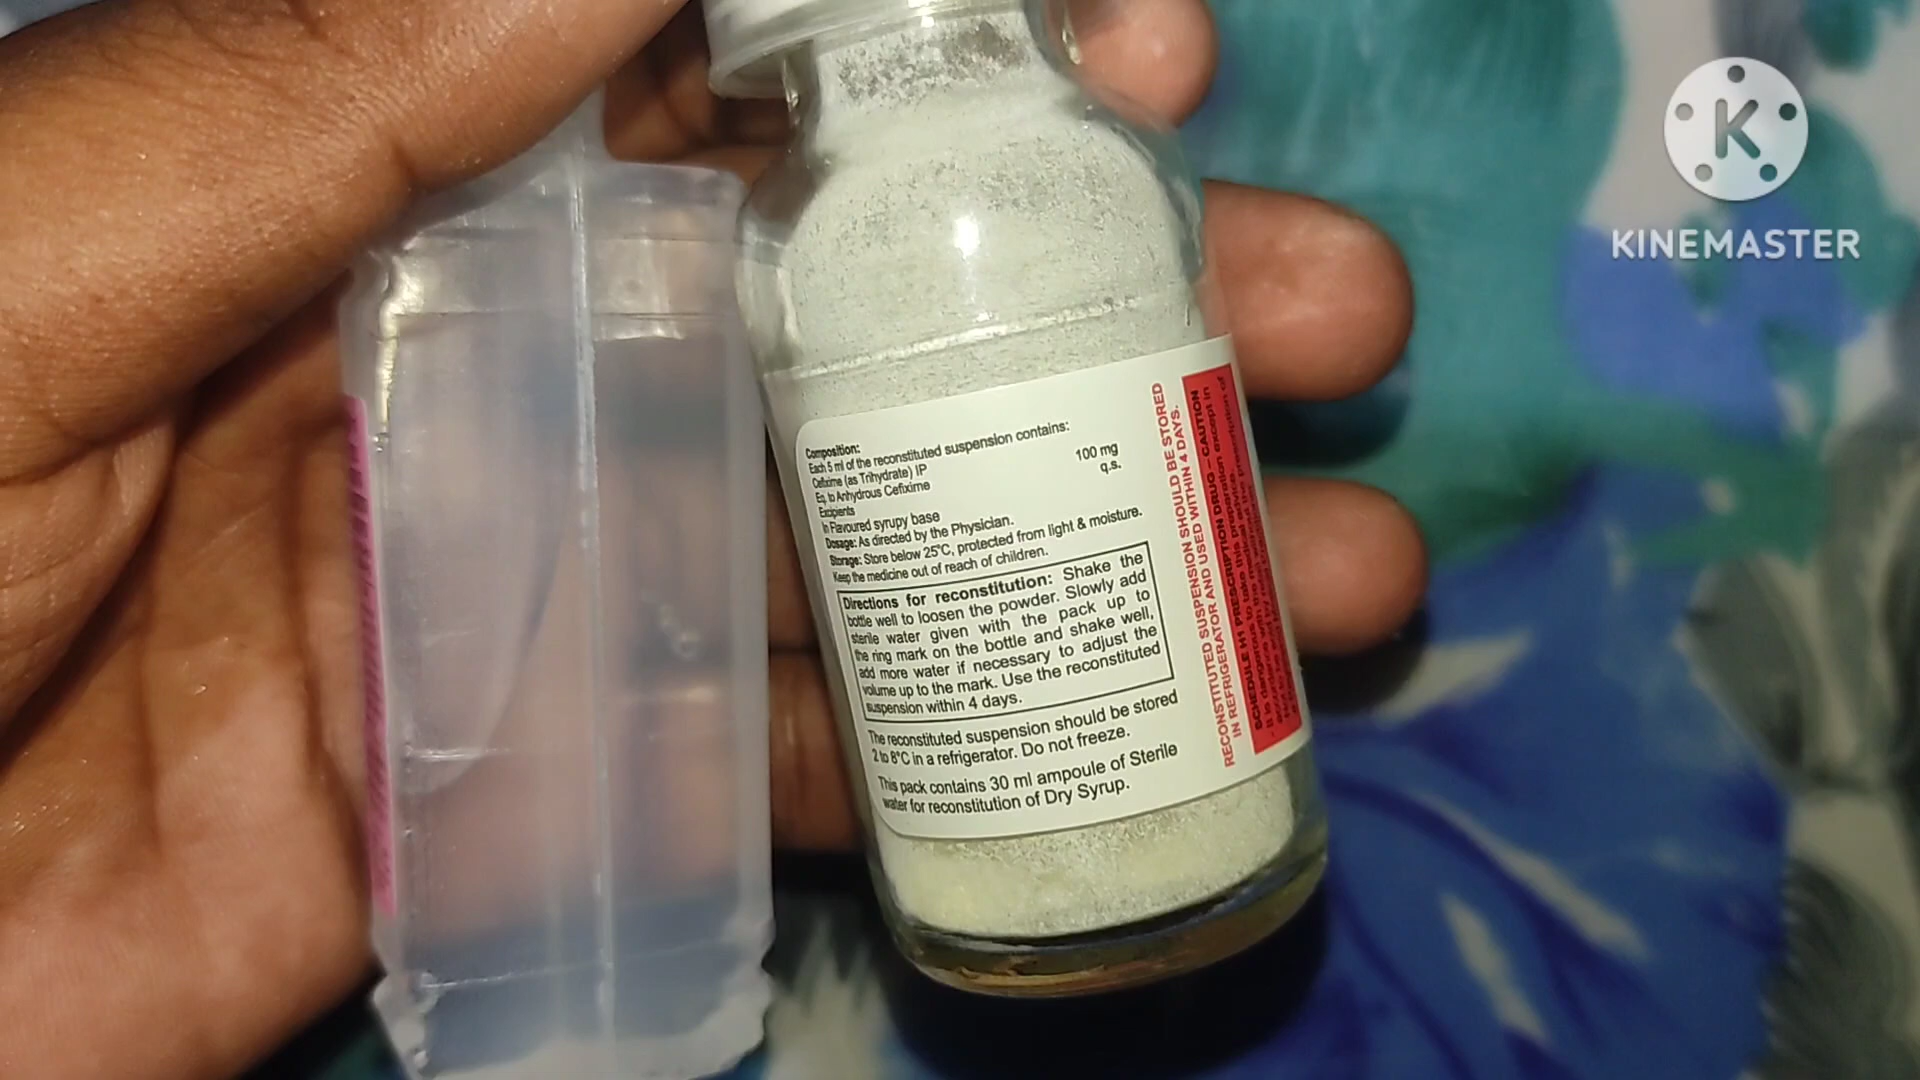 KINEMASTER
Composition:
Each 5 ml of the reconstituted suspension contains:
Cefixime (as Trihydrate) IP
Eq. to Anhydrous Cefixime 100 mg
Excipients q.s.
In Flavoured syrupy base
Dosage: As directed by the Physician.
Storage: Store below 25°C, protected from light & moisture.
Keep the medicine out of reach of children.
Directions for reconstitution: Shake the
bottle well to loosen the powder. Slowly add
sterile water given with the pack up to
the ring mark on the bottle and shake well,
add more water if necessary to adjust the
volume up to the mark. Use the reconstituted
suspension within 4 days.
The reconstituted suspension should be stored
2 to 8°C in a refrigerator. Do not freeze.
This pack contains 30 ml ampoule of Sterile
water for reconstitution of Dry Syrup.
RECONSTITUTED SUSPENSION SHOULD BE STORED
IN REFRIGERATOR AND USED WITHIN 4 DAYS.
SCHEDULE H1 PRESCRIPTION DRUG – CAUTION